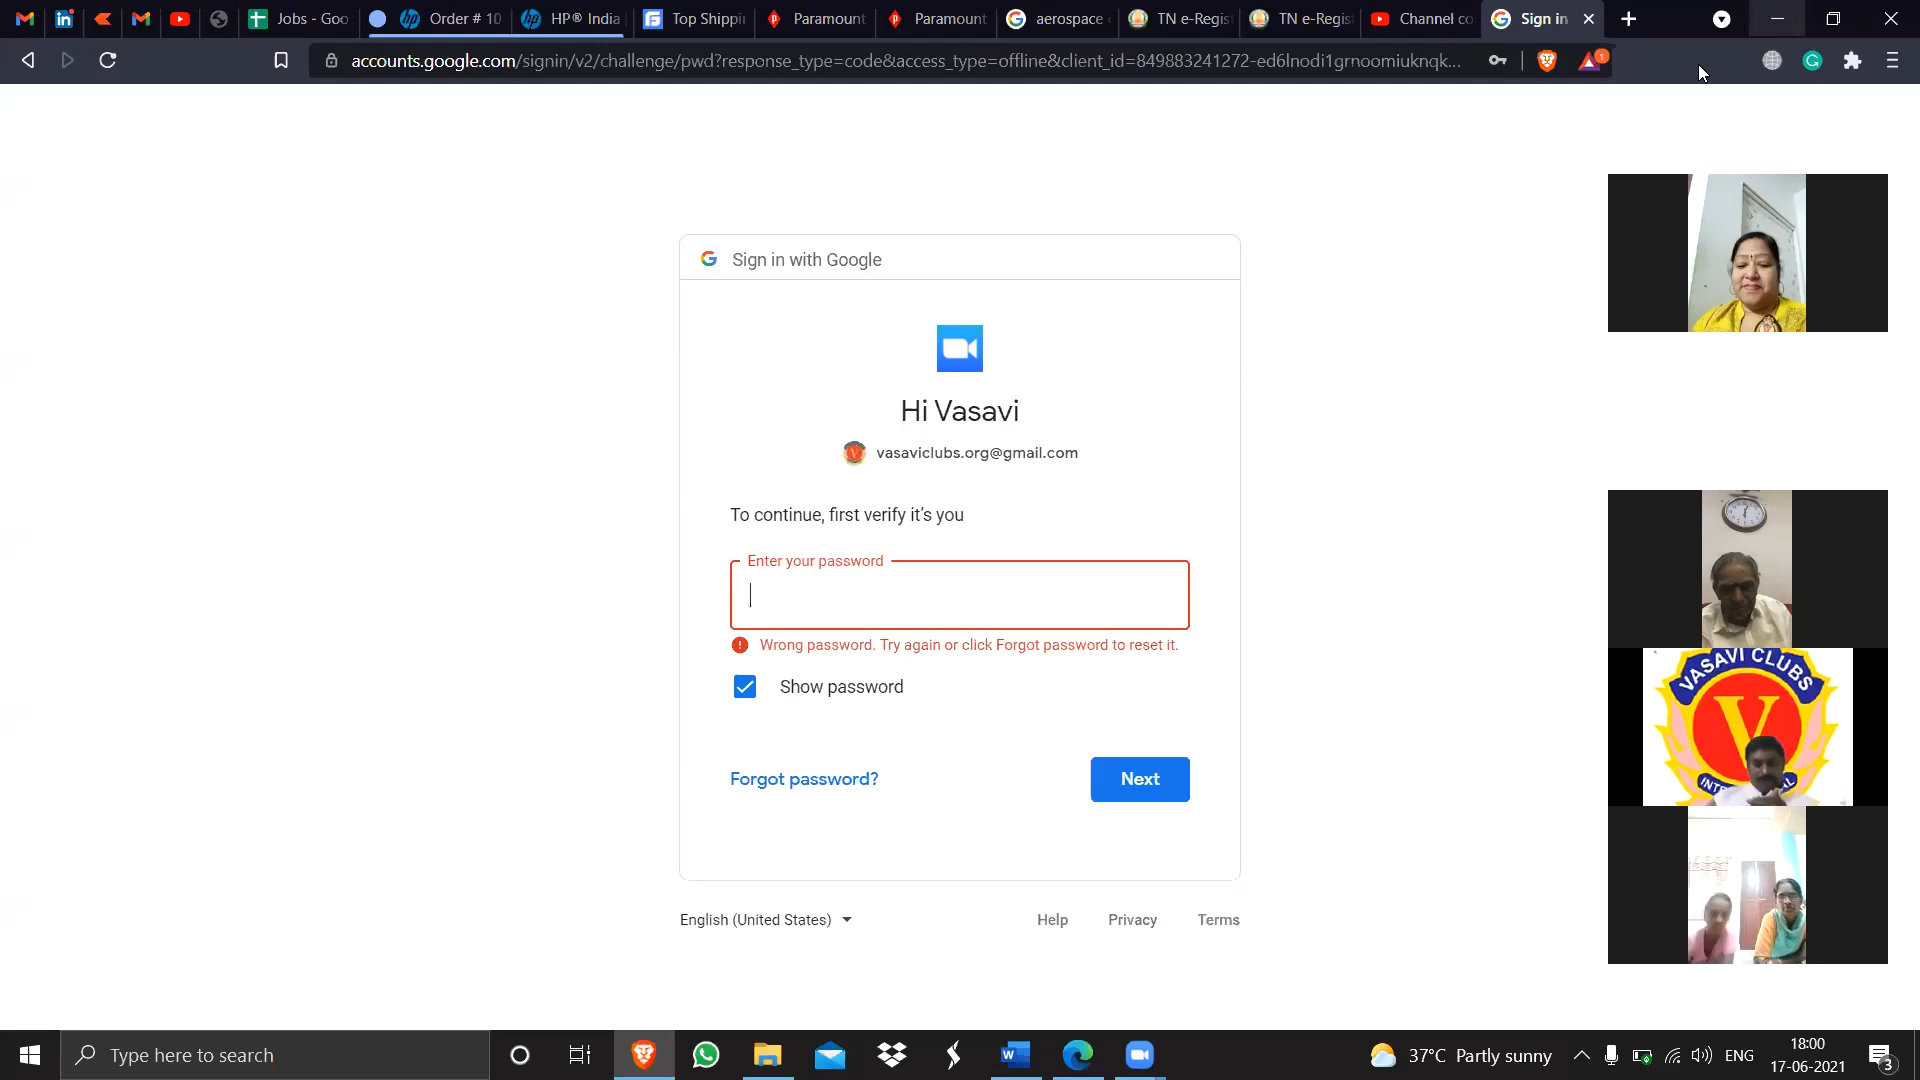 Jobs - Goo
Order # 10
HP® India
Top Shippi
Paramount
Paramount
aerospace
TN e-Regis
TN e-Regis
Channel co
Sign in
accounts.google.com/signin/v2/challenge/pwd?response_type=code&access_type=offline&client_id=849883241272-ed6lnodi1grnoomiuknqk...
1
Sign in with Google
Hi Vasavi
vasaviclubs.org@gmail.com
To continue, first verify it's you
Enter your password
Wrong password. Try again or click Forgot password to reset it.
Show password
Forgot password?
Next
English (United States)
Help
Privacy
Terms
VASAVI CLUBS
V
Type here to search
37°C Partly sunny
ENG
18:00
17-06-2021
3